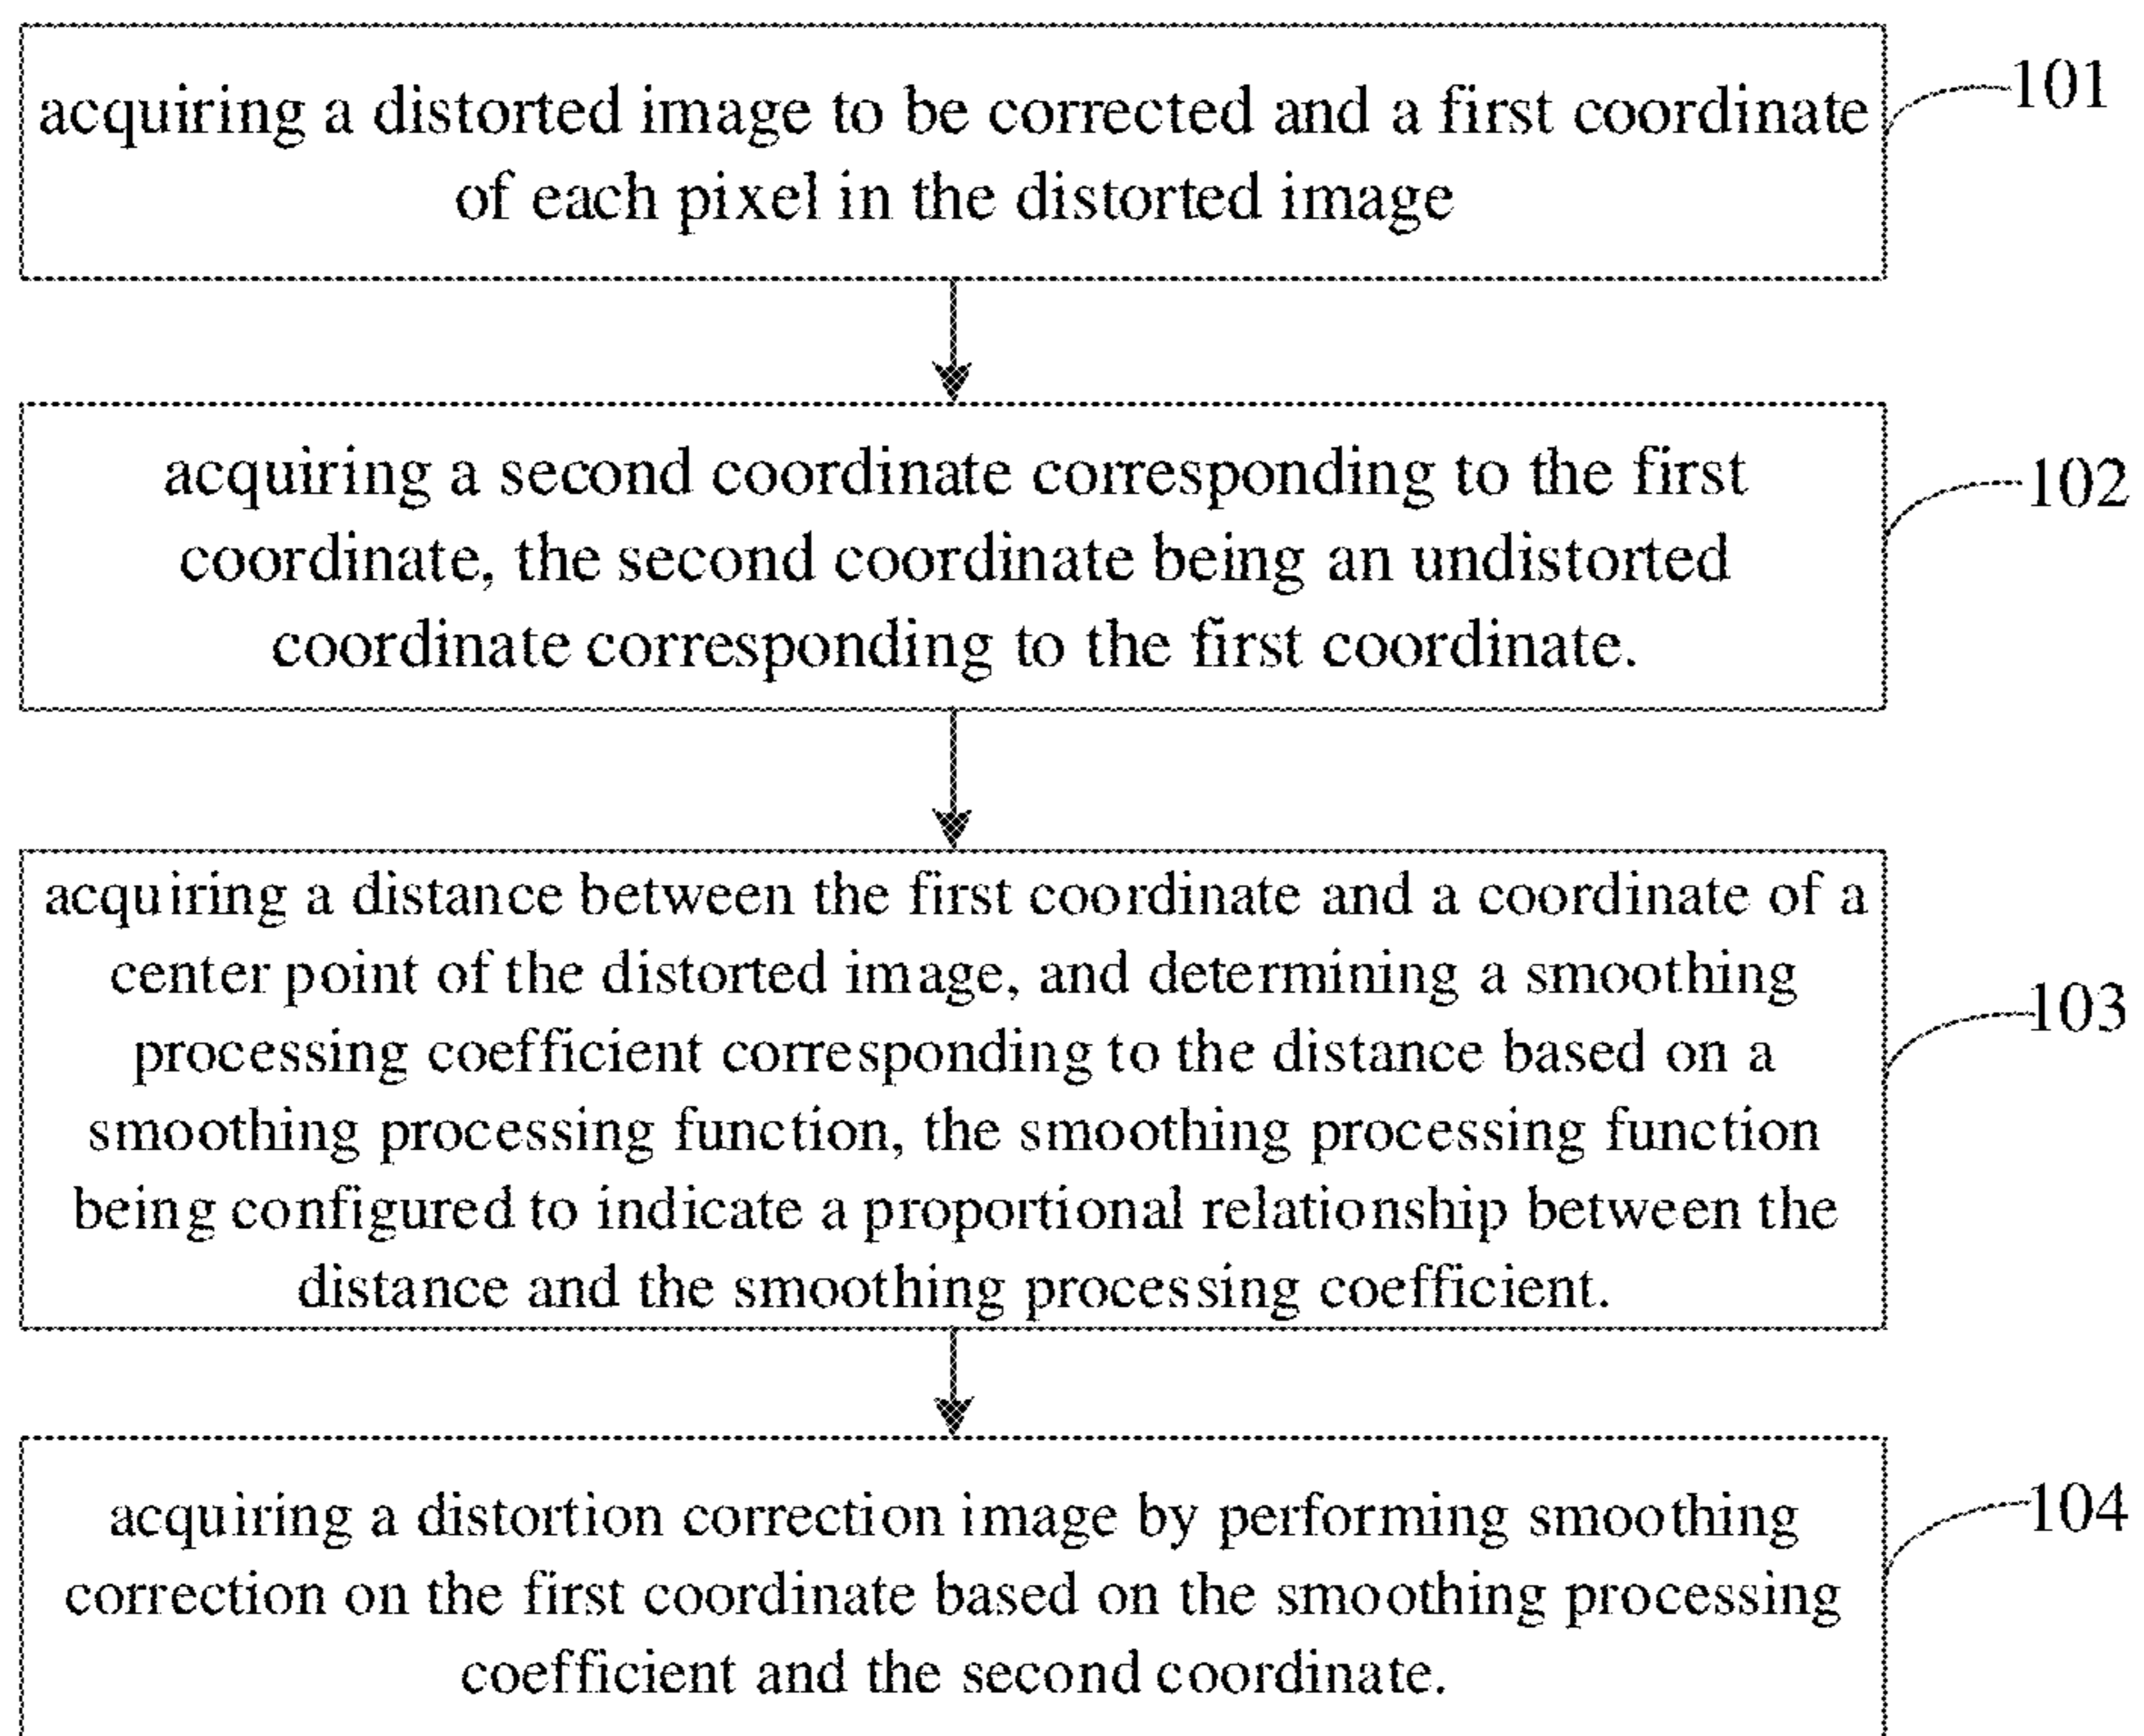 acquiring a distorted image to be corrected and a first coordinate
of each pixel in the distorted image
101
acquiring a second coordinate corresponding to the first
coordinate, the second coordinate being an undistorted
coordinate corresponding to the first coordinate.
102
acquiring a distance between the first coordinate and a coordinate of a
center point of the distorted image, and determining a smoothing
processing coefficient corresponding to the distance based on a
smoothing processing function, the smoothing processing function
being configured to indicate a proportional relationship between the
distance and the smoothing processing coefficient.
103
acquiring a distortion correction image by performing smoothing
correction on the first coordinate based on the smoothing processing
coefficient and the second coordinate.
104